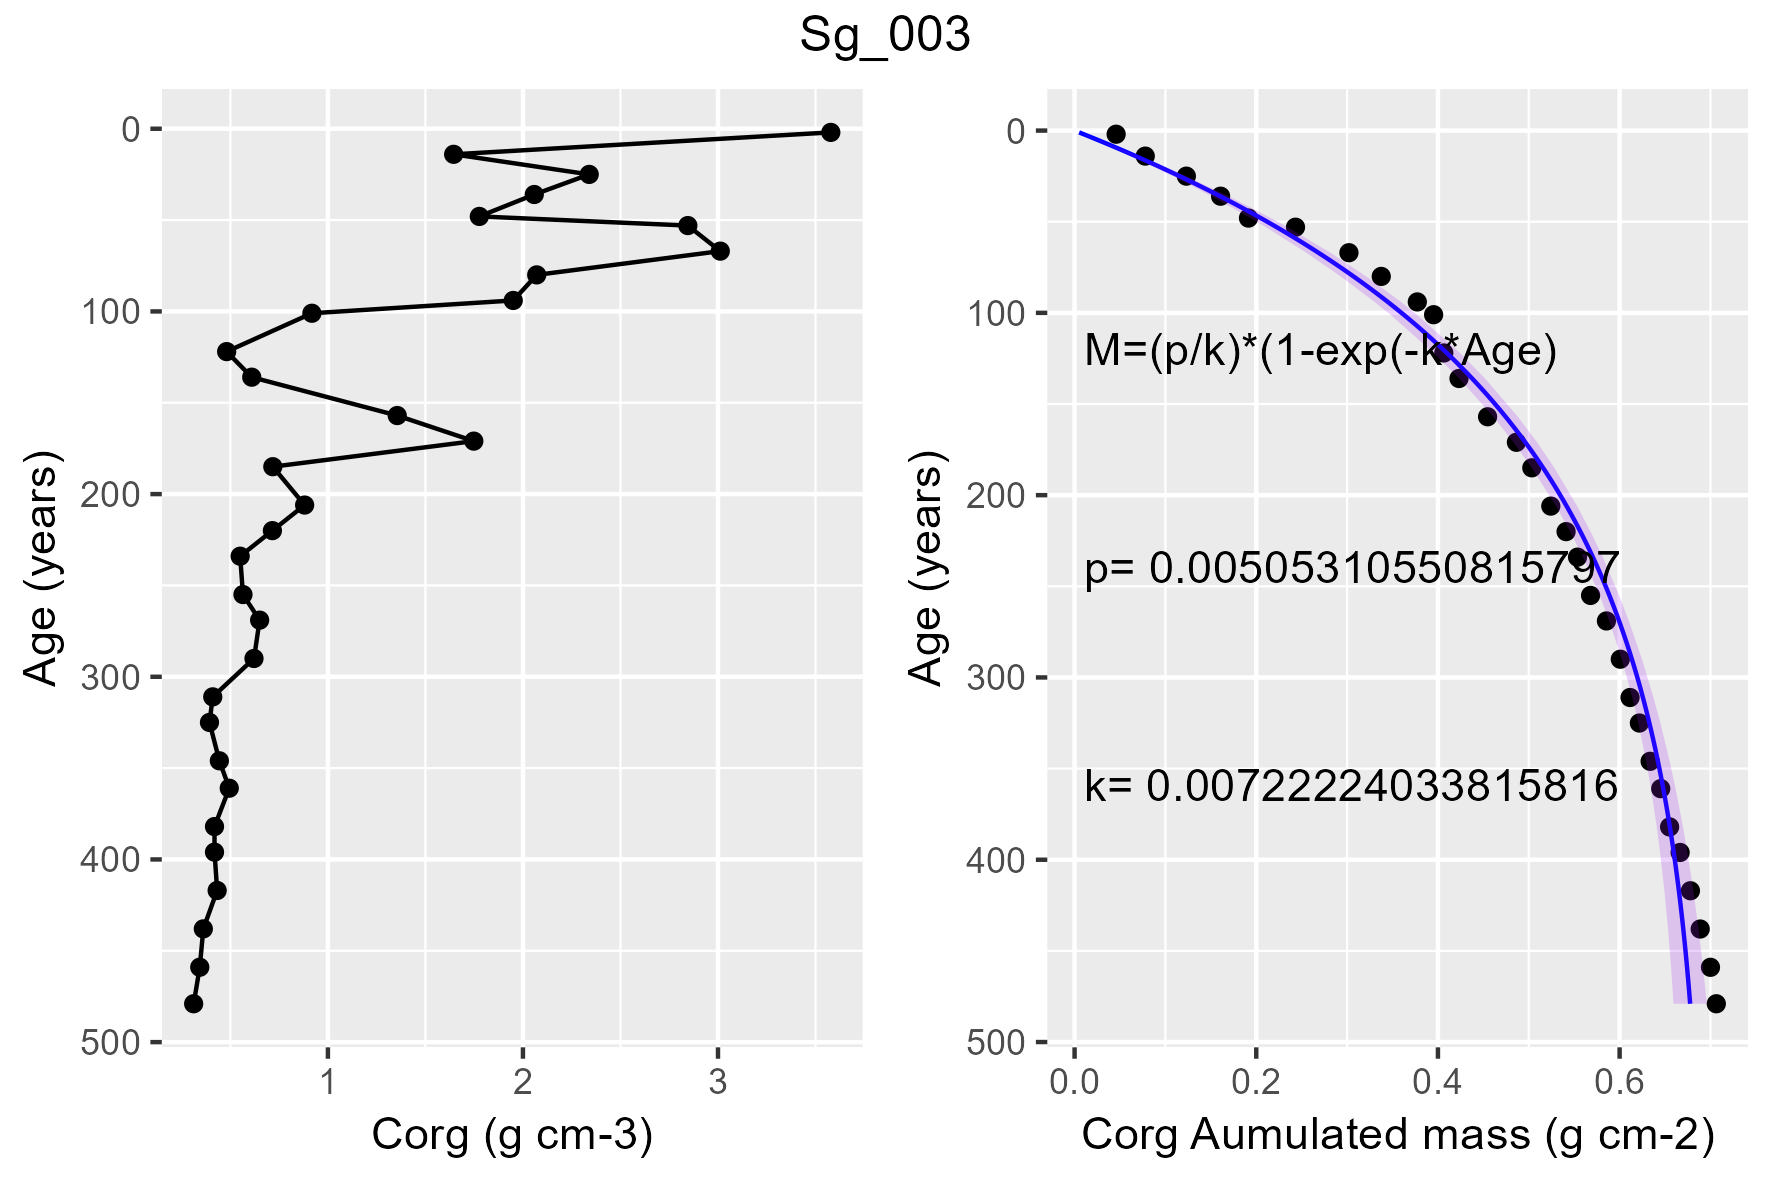 Sg_003
0
100
200
300
400
500
Age (years)
1
2
3
Corg (g cm-3)
0
100
200
300
400
500
Age (years)
M=(p/k)*(1-exp(-k*Age)
p= 0.00505310550815797
k= 0.00722224033815816
0.0
0.2
0.4
0.6
Corg Aumulated mass (g cm-2)